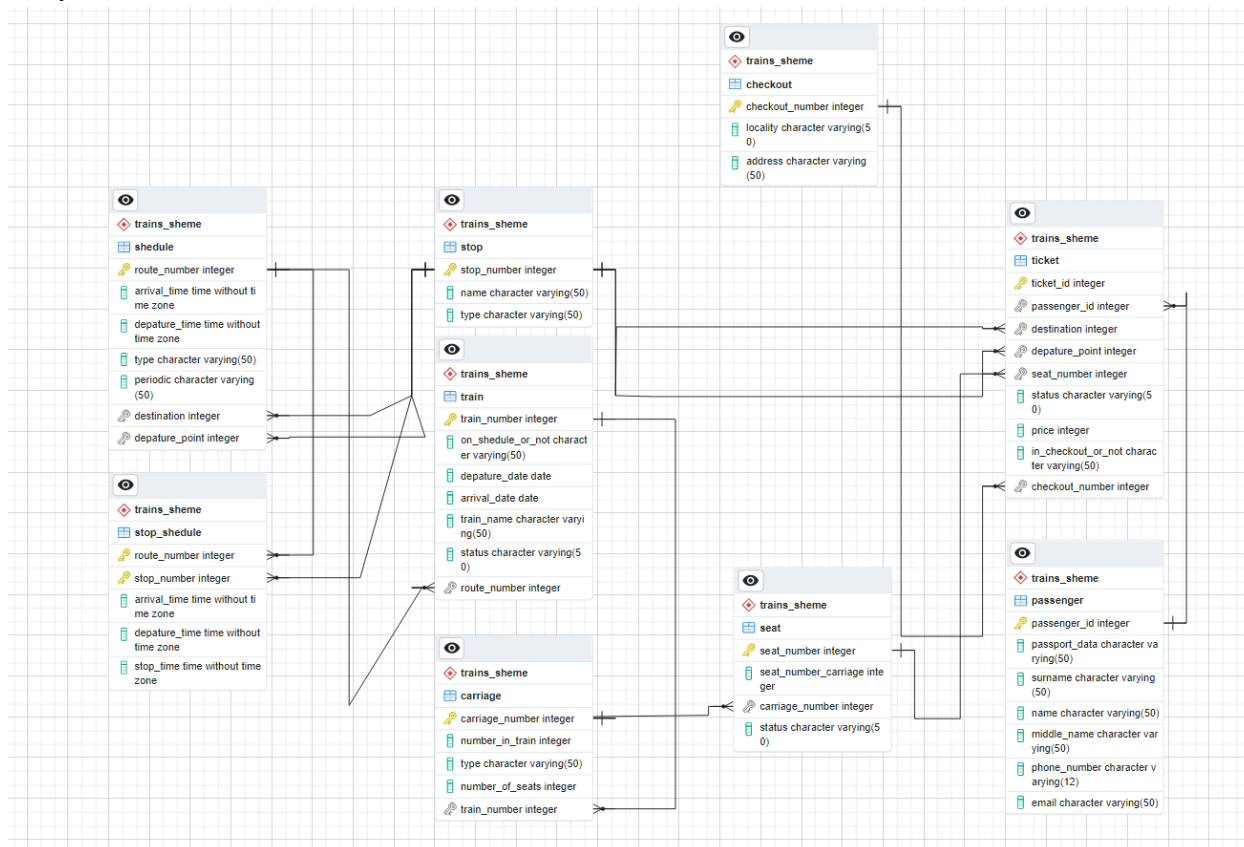 trains_sheme
checkout
checkout_number integer
locality character varying(5
0)
address character varying
(50)
trains_sheme
shedule
route_number integer
arrival_time time without ti
me zone
depature_time time without
time zone
type character varying(50)
periodic character varying
(50)
destination integer
depature_point integer
trains_sheme
stop
stop_number integer
name character varying(50)
type character varying(50)
trains_sheme
ticket
ticket_id integer
passenger_id integer
destination integer
depature_point integer
seat_number integer
status character varying(5
0)
price integer
in_checkout_or_not charac
ter varying(50)
checkout_number integer
trains_sheme
train
train_number integer
on_shedule_or_not charact
er varying(50)
depature_date date
arrival_date date
train_name character varyi
ng(50)
status character varying(5
0)
route_number integer
trains_sheme
stop_shedule
route_number integer
stop_number integer
arrival_time time without ti
me zone
depature_time time without
time zone
stop_time time without time
zone
trains_sheme
carriage
carriage_number integer
number_in_train integer
type character varying(50)
number_of_seats integer
train_number integer
trains_sheme
seat
seat_number integer
seat_number_carriage inte
ger
carriage_number integer
status character varying(5
0)
trains_sheme
passenger
passenger_id integer
passport_data character va
rying(50)
surname character varying
(50)
name character varying(50)
middle_name character var
ying(50)
phone_number character v
arying(12)
email character varying(50)